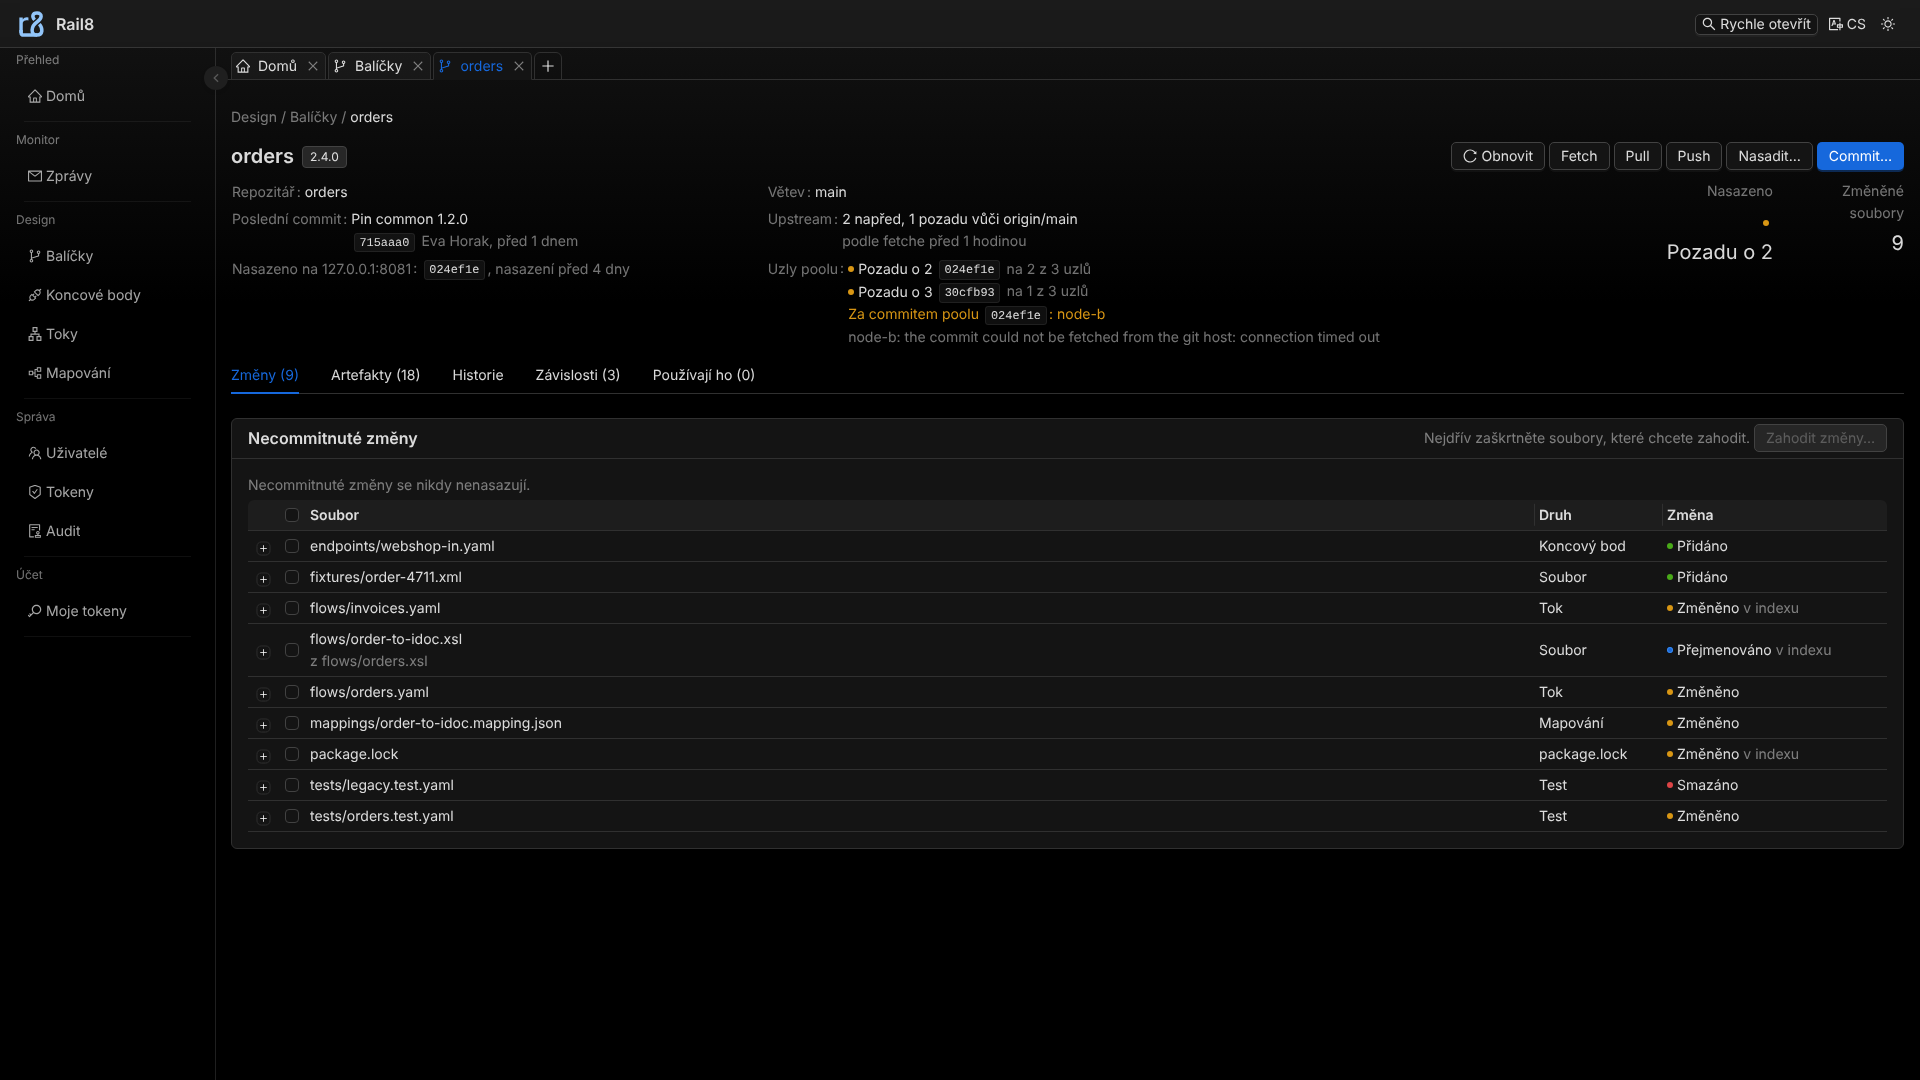 Rail8
Rychle otevřít
CS
Přehled
Domů
Monitor
Zprávy
Design
Balíčky
Koncové body
Toky
Mapování
Správa
Uživatelé
Tokeny
Audit
Účet
Moje tokeny
Domů
Balíčky
orders
Design / Balíčky / orders
orders 2.4.0
Obnovit
Fetch
Pull
Push
Nasadit...
Commit...
Repozitář: orders
Větev: main
Poslední commit: Pin common 1.2.0
715aaa0 Eva Horak, před 1 dnem
Upstream: 2 napřed, 1 pozadu vůči origin/main
podle fetche před 1 hodinou
Nasazeno na 127.0.0.1:8081: 024ef1e, nasazení před 4 dny
Uzly poolu: Pozadu o 2 024ef1e na 2 z 3 uzlů
Pozadu o 3 30cfb93 na 1 z 3 uzlů
Za commitem poolu 024ef1e: node-b
node-b: the commit could not be fetched from the git host: connection timed out
Nasazeno
Pozadu o 2
Změněné
soubory
9
Změny (9)
Artefakty (18)
Historie
Závislosti (3)
Používají ho (0)
Necommitnuté změny
Nejdřív zaškrtněte soubory, které chcete zahodit.
Zahodit změny...
Necommitnuté změny se nikdy nenasazují.
Soubor Druh Změna
endpoints/webshop-in.yaml Koncový bod Přidáno
fixtures/order-4711.xml Soubor Přidáno
flows/invoices.yaml Tok Změněno v indexu
flows/order-to-idoc.xsl Soubor Přejmenováno v indexu
z flows/orders.xsl
flows/orders.yaml Tok Změněno
mappings/order-to-idoc.mapping.json Mapování Změněno
package.lock package.lock Změněno v indexu
tests/legacy.test.yaml Test Smazáno
tests/orders.test.yaml Test Změněno